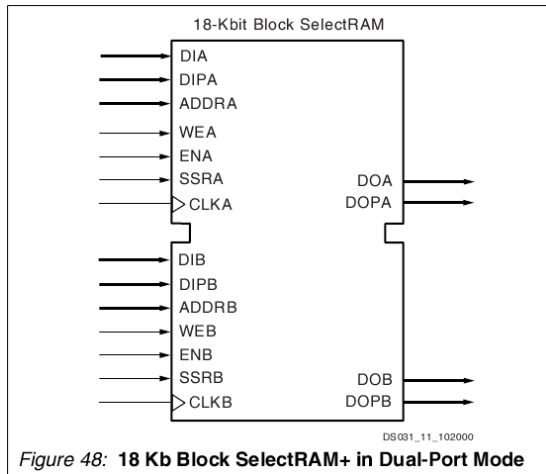 18-Kbit Block SelectRAM
DIA
DIPA
ADDRA
WEA
ENA
SSRA
CLKA
DOA
DOPA
DIB
DIPB
ADDRB
WEB
ENB
SSRB
CLKB
DOB
DOPB
DS031_11_102000
Figure 48: 18 Kb Block SelectRAM+ in Dual-Port Mode